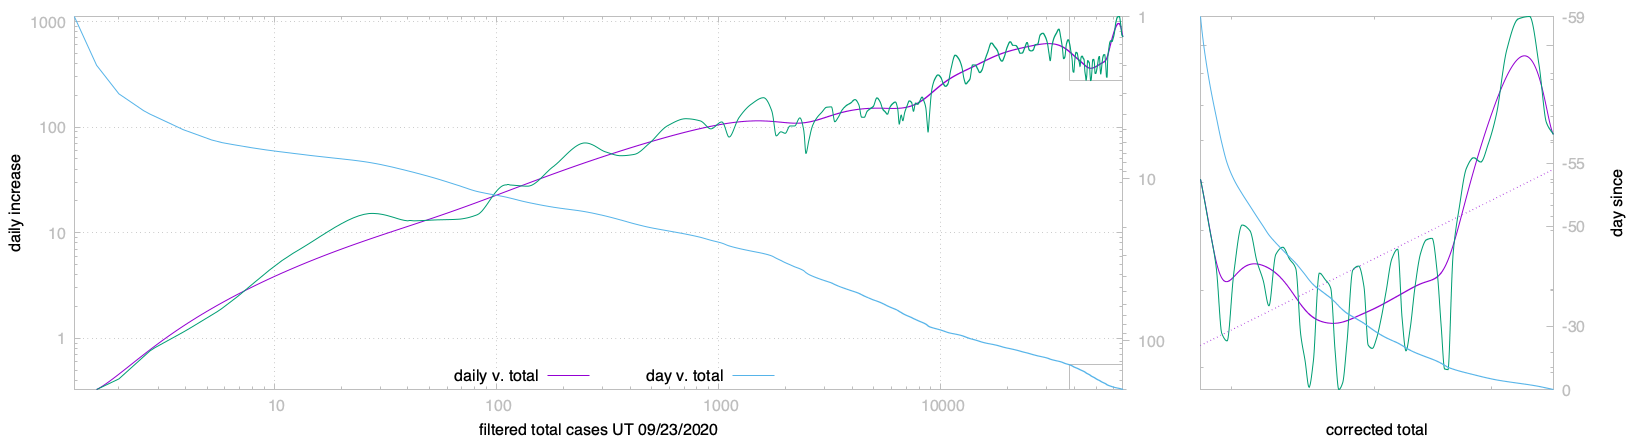 1000
100
10
1
daily increase
10
100
1000
10000
filtered total cases UT 09/23/2020
daily v. total
day v. total
1
10
100
-59
-55
-50
-30
0
day since
corrected total